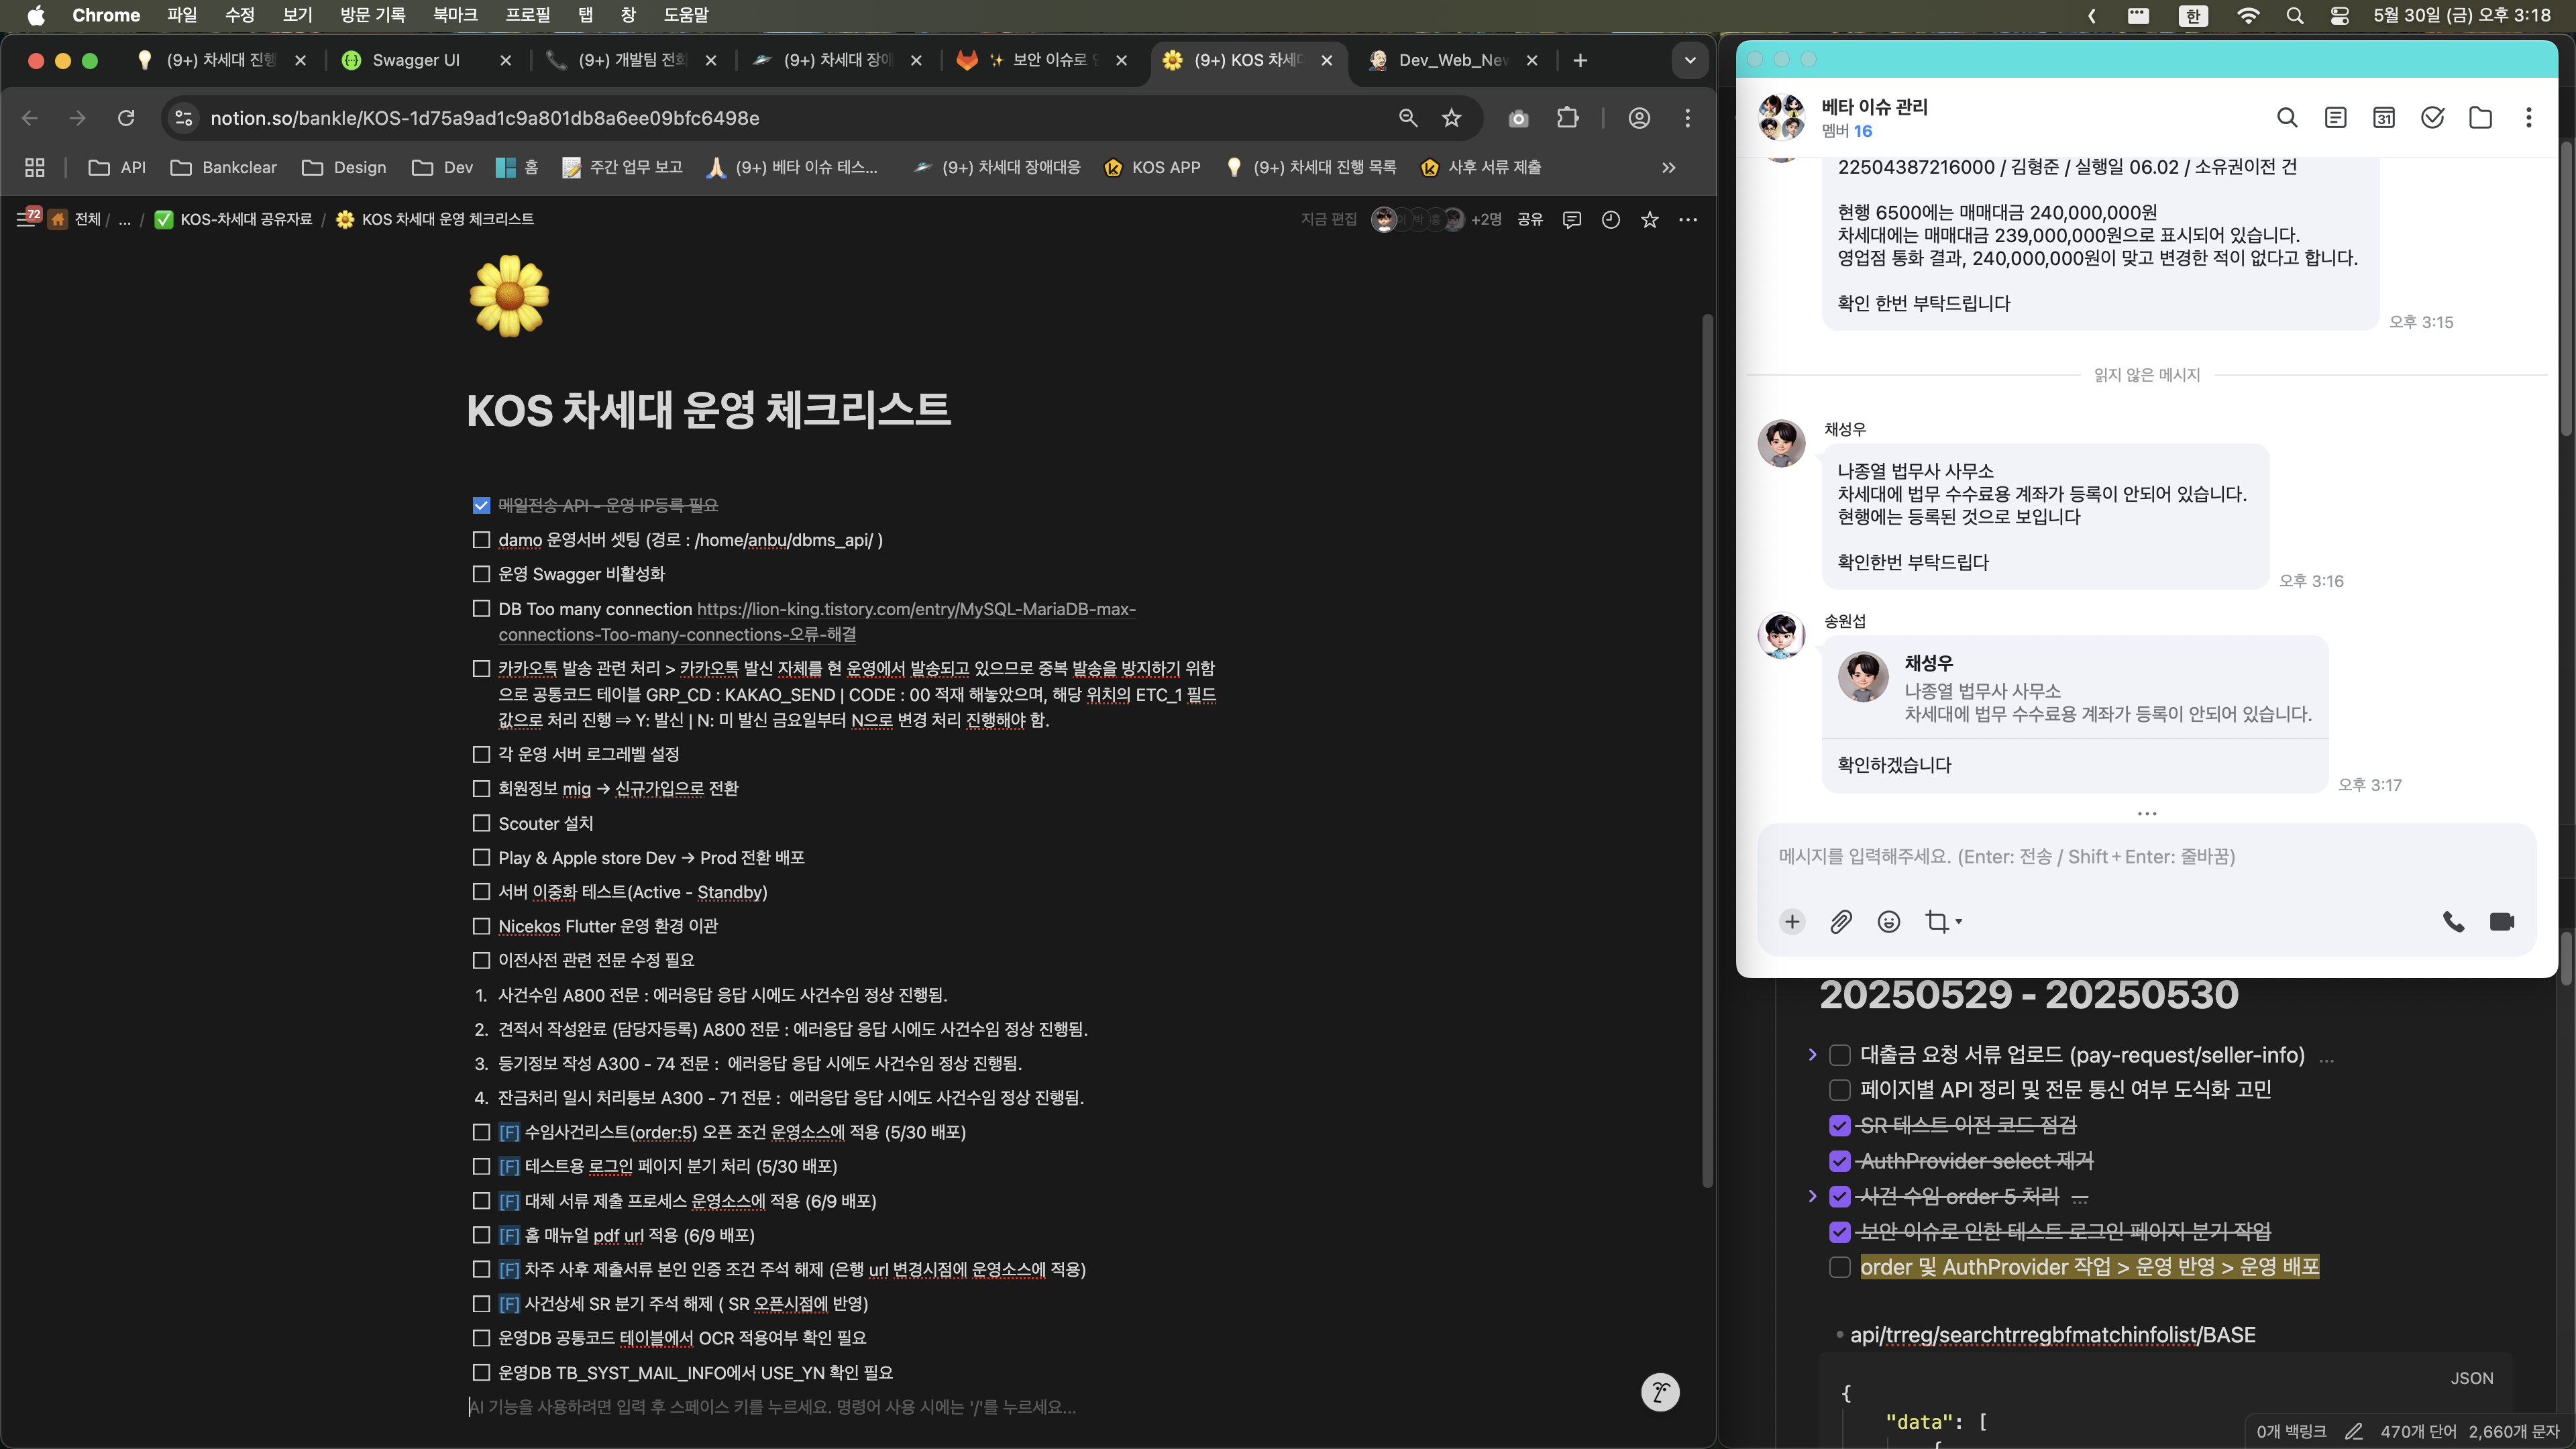 Chrome 파일 수정 보기 방문 기록 북마크 프로필 탭 창 도움말
한 5월 30일 (금) 오후 3:18
(9+) 차세대 진행
Swagger UI
(9+) 개발팀 전화
(9+) 차세대 장애
✨ 보안 이슈로
(9+) KOS 차세
Dev_Web_New
notion.so/bankle/KOS-1d75a9ad1c9a801db8a6ee09bfc6498e
API Bankclear Design Dev 홈 주간 업무 보고 (9+) 베타 이슈 테스... (9+) 차세대 장애대응 KOS APP (9+) 차세대 진행 목록 사후 서류 제출
72 전체 / ... / KOS-차세대 공유자료 / KOS 차세대 운영 체크리스트
지금 편집 이 박 홍 +2명 공유
KOS 차세대 운영 체크리스트
메일전송 API - 운영 IP등록 필요
damo 운영서버 셋팅 (경로 : /home/anbu/dbms_api/ )
운영 Swagger 비활성화
DB Too many connection https://lion-king.tistory.com/entry/MySQL-MariaDB-max-
connections-Too-many-connections-오류-해결
카카오톡 발송 관련 처리 > 카카오톡 발신 자체를 현 운영에서 발송되고 있으므로 중복 발송을 방지하기 위함
으로 공통코드 테이블 GRP_CD : KAKAO_SEND | CODE : 00 적재 해놓았으며, 해당 위치의 ETC_1 필드
값으로 처리 진행 ⇒ Y: 발신 | N: 미 발신 금요일부터 N으로 변경 처리 진행해야 함.
각 운영 서버 로그레벨 설정
회원정보 mig → 신규가입으로 전환
Scouter 설치
Play & Apple store Dev → Prod 전환 배포
서버 이중화 테스트(Active - Standby)
Nicekos Flutter 운영 환경 이관
이전사전 관련 전문 수정 필요
1. 사건수임 A800 전문 : 에러응답 응답 시에도 사건수임 정상 진행됨.
2. 견적서 작성완료 (담당자등록) A800 전문 : 에러응답 응답 시에도 사건수임 정상 진행됨.
3. 등기정보 작성 A300 - 74 전문 : 에러응답 응답 시에도 사건수임 정상 진행됨.
4. 잔금처리 일시 처리통보 A300 - 71 전문 : 에러응답 응답 시에도 사건수임 정상 진행됨.
[F] 수임사건리스트(order:5) 오픈 조건 운영소스에 적용 (5/30 배포)
[F] 테스트용 로그인 페이지 분기 처리 (5/30 배포)
[F] 대체 서류 제출 프로세스 운영소스에 적용 (6/9 배포)
[F] 홈 매뉴얼 pdf url 적용 (6/9 배포)
[F] 차주 사후 제출서류 본인 인증 조건 주석 해제 (은행 url 변경시점에 운영소스에 적용)
[F] 사건상세 SR 분기 주석 해제 ( SR 오픈시점에 반영)
운영DB 공통코드 테이블에서 OCR 적용여부 확인 필요
운영DB TB_SYST_MAIL_INFO에서 USE_YN 확인 필요
AI 기능을 사용하려면 입력 후 스페이스 키를 누르세요. 명령어 사용 시에는 '/'를 누르세요...
베타 이슈 관리
멤버 16
31
22504387216000 / 김형준 / 실행일 06.02 / 소유권이전 건
현행 6500에는 매매대금 240,000,000원
차세대에는 매매대금 239,000,000원으로 표시되어 있습니다.
영업점 통화 결과, 240,000,000원이 맞고 변경한 적이 없다고 합니다.
확인 한번 부탁드립니다
오후 3:15
읽지 않은 메시지
채성우
나종열 법무사 사무소
차세대에 법무 수수료용 계좌가 등록이 안되어 있습니다.
현행에는 등록된 것으로 보입니다
확인한번 부탁드립다
오후 3:16
송원섭
채성우
나종열 법무사 사무소
차세대에 법무 수수료용 계좌가 등록이 안되어 있습니다.
확인하겠습니다
오후 3:17
메시지를 입력해주세요. (Enter: 전송 / Shift + Enter: 줄바꿈)
20250529 - 20250530
대출금 요청 서류 업로드 (pay-request/seller-info) ...
페이지별 API 정리 및 전문 통신 여부 도식화 고민
SR 테스트 이전 코드 점검
AuthProvider select 제거
사건 수임 order 5 처리 ...
보안 이슈로 인한 테스트 로그인 페이지 분기 작업
order 및 AuthProvider 작업 > 운영 반영 > 운영 배포
api/trreg/searchtrregbfmatchinfolist/BASE
JSON
{
"data": [
{
0개 백링크 470개 단어 2,660개 문자